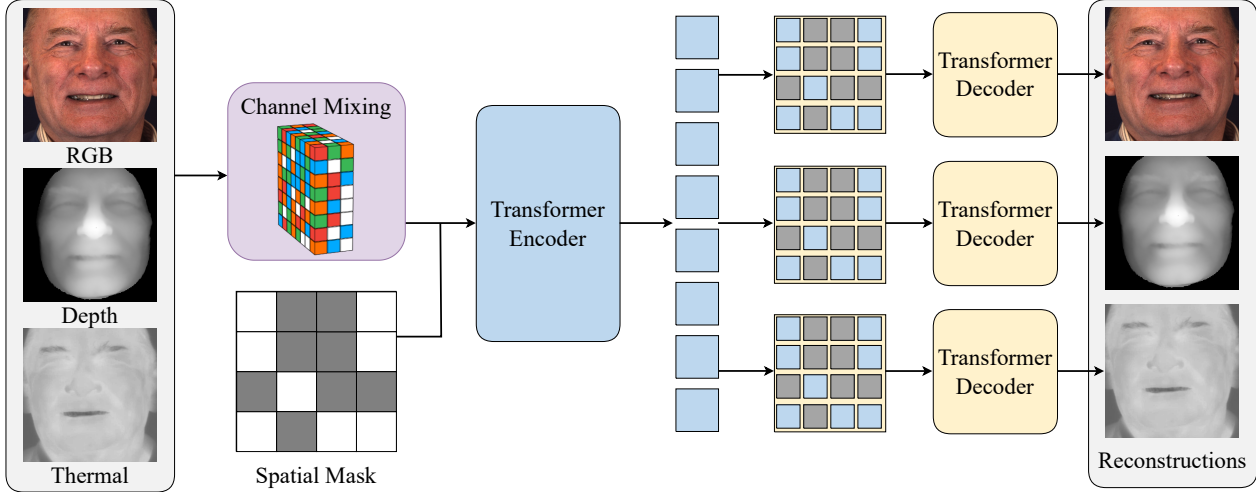 RGB
Depth
Thermal
Channel Mixing
Spatial Mask
Transformer
Encoder
Transformer
Decoder
Transformer
Decoder
Transformer
Decoder
Reconstructions